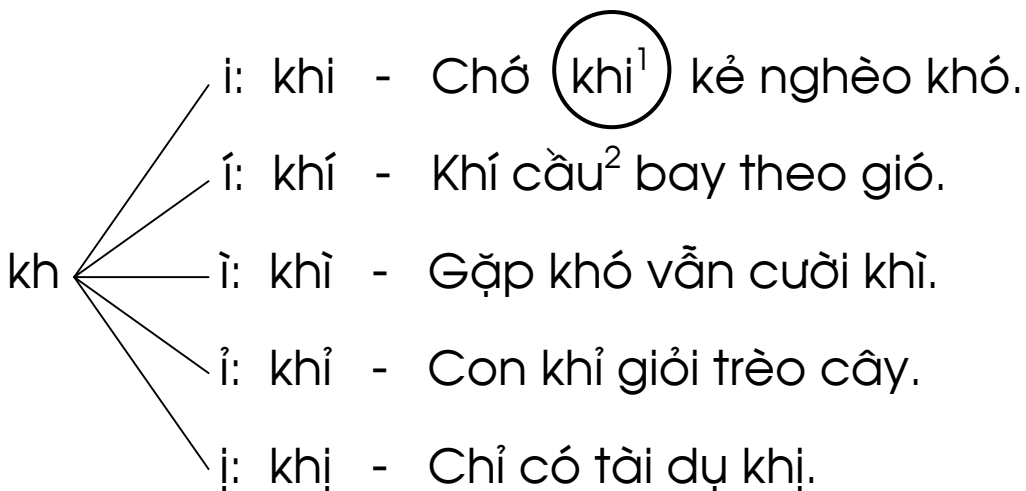 i: khi - Chớ khi¹ kẻ nghèo khó.
í: khí - Khí cầu² bay theo gió.
kh ì: khì - Gặp khó vẫn cười khì.
ỉ: khỉ - Con khỉ giỏi trèo cây.
ị: khị - Chỉ có tài dụ khị.